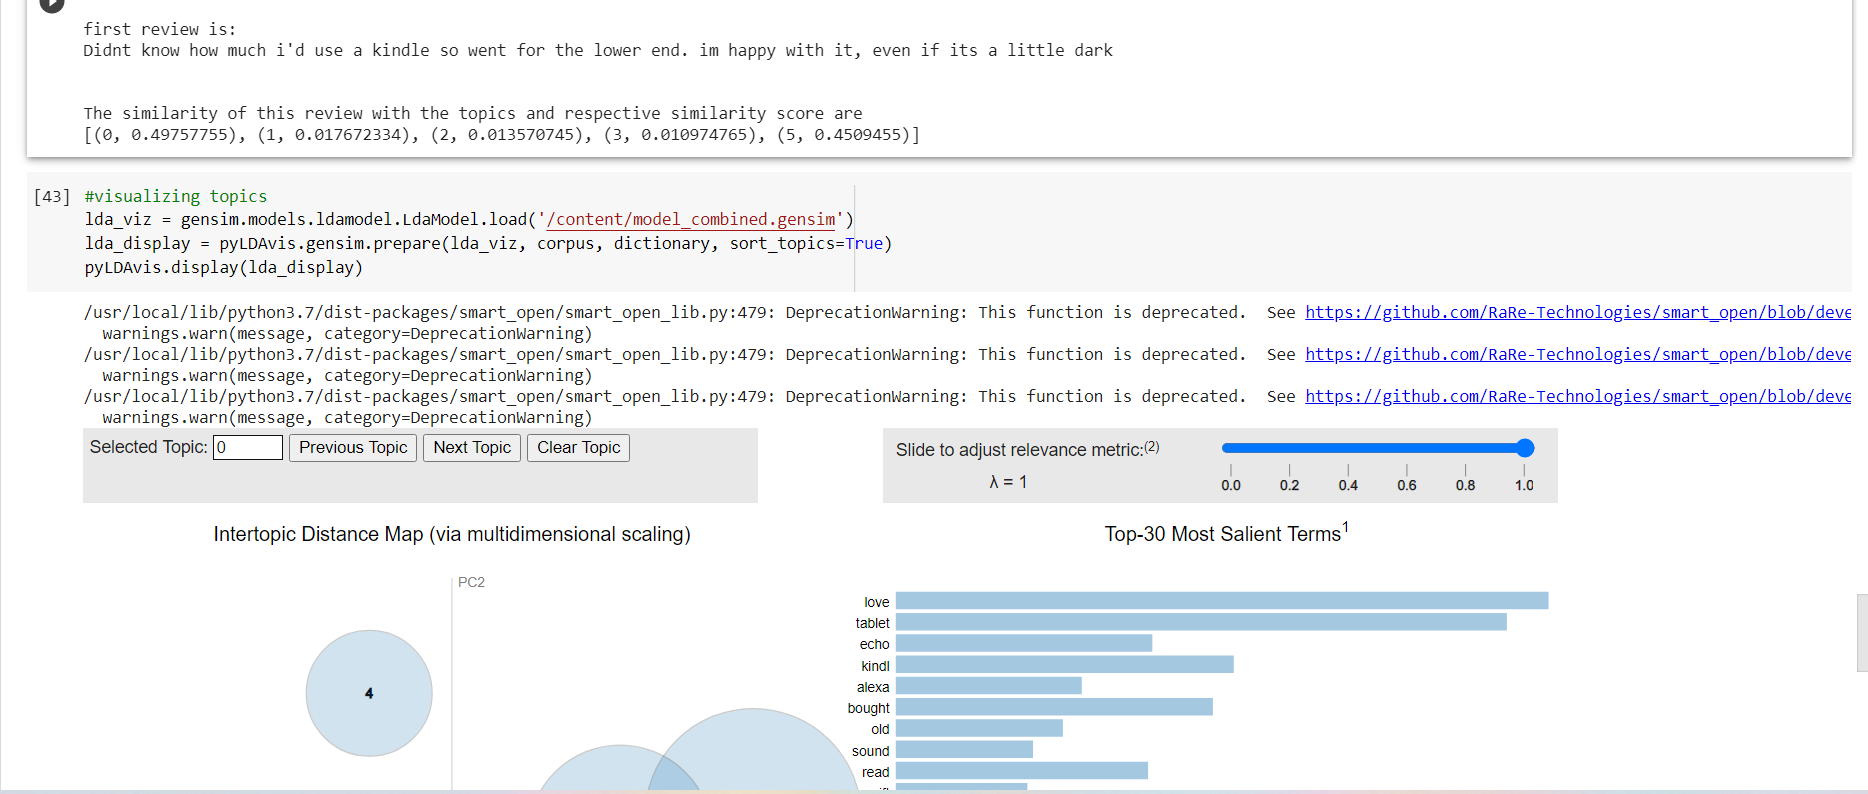 first review is:
Didnt know how much i'd use a kindle so went for the lower end. im happy with it, even if its a little dark
The similarity of this review with the topics and respective similarity score are
[(0, 0.49757755), (1, 0.017672334), (2, 0.013570745), (3, 0.010974765), (5, 0.4509455)]
[43] #visualizing topics
lda_viz = gensim.models.ldamodel.LdaModel.load('/content/model_combined.gensim')
lda_display = pyLDAvis.gensim.prepare(lda_viz, corpus, dictionary, sort_topics=True)
pyLDAvis.display(lda_display)
/usr/local/lib/python3.7/dist-packages/smart_open/smart_open_lib.py:479: DeprecationWarning: This function is deprecated.  See https://github.com/RaRe-Technologies/smart_open/blob/deve
  warnings.warn(message, category=DeprecationWarning)
/usr/local/lib/python3.7/dist-packages/smart_open/smart_open_lib.py:479: DeprecationWarning: This function is deprecated.  See https://github.com/RaRe-Technologies/smart_open/blob/deve
  warnings.warn(message, category=DeprecationWarning)
/usr/local/lib/python3.7/dist-packages/smart_open/smart_open_lib.py:479: DeprecationWarning: This function is deprecated.  See https://github.com/RaRe-Technologies/smart_open/blob/deve
  warnings.warn(message, category=DeprecationWarning)
Selected Topic: 0 Previous Topic Next Topic Clear Topic
Slide to adjust relevance metric:(2)
λ = 1
0.0 0.2 0.4 0.6 0.8 1.0
Intertopic Distance Map (via multidimensional scaling)
PC2
4
Top-30 Most Salient Terms1
love
tablet
echo
kindl
alexa
bought
old
sound
read